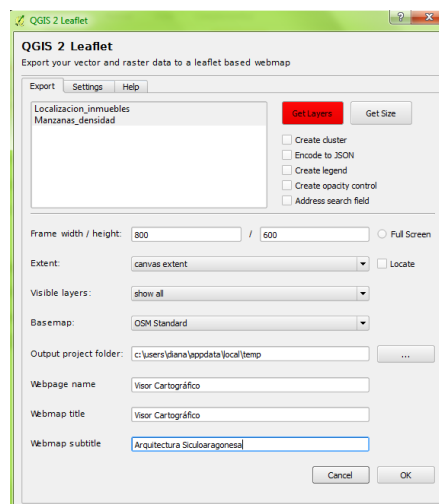 QGIS 2 Leaflet
QGIS 2 Leaflet
Export your vector and raster data to a leaflet based webmap
Export Settings Help
Localizacion_inmuebles
Manzanas_densidad
Get Layers Get Size
Create cluster
Encode to JSON
Create legend
Create opacity control
Address search field
Frame width / height: 800 / 600 Full Screen
Extent: canvas extent Locate
Visible layers: show all
Basemap: OSM Standard
Output project folder: c:\users\diana\appdata\local\temp ...
Webpage name Visor Cartográfico
Webmap title Visor Cartográfico
Webmap subtitle Arquitectura Siculoaragonesa
Cancel OK